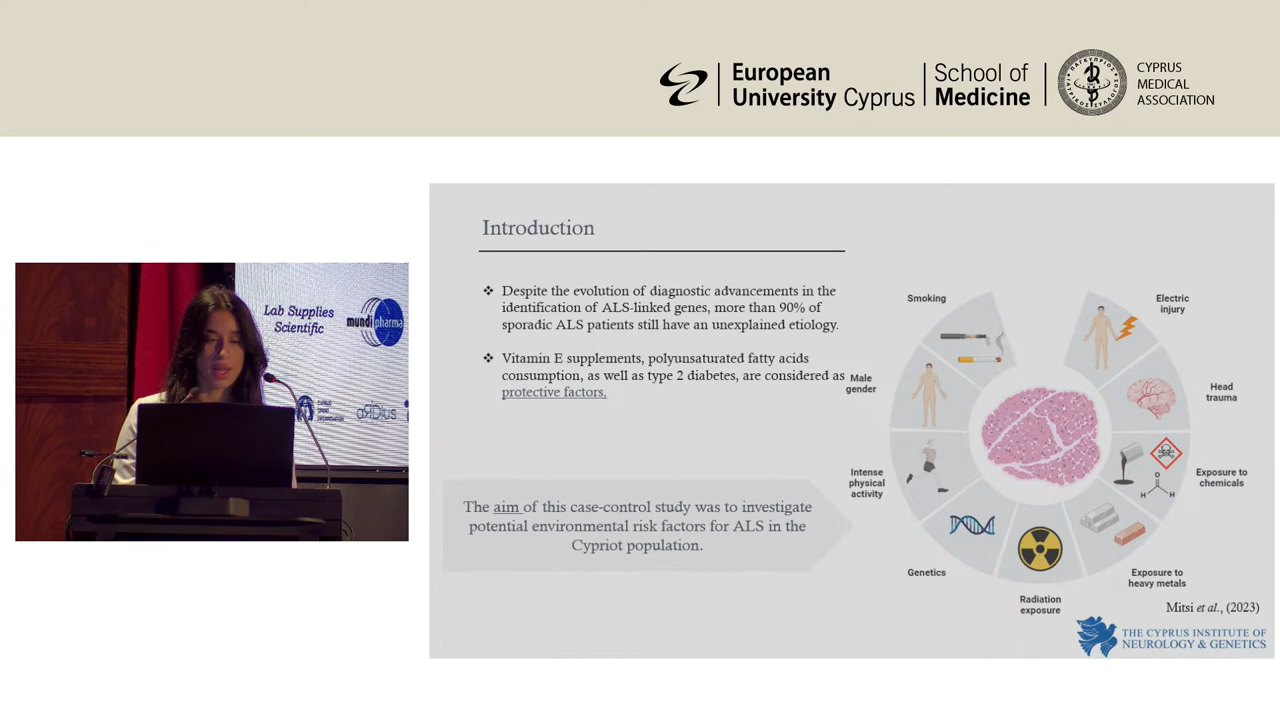 European
University Cyprus
School of
Medicine
CYPRUS
MEDICAL
ASSOCIATION
Lab Supplies
Scientific
mundipharma
Introduction
❖ Despite the evolution of diagnostic advancements in the
identification of ALS-linked genes, more than 90% of
sporadic ALS patients still have an unexplained etiology.
❖ Vitamin E supplements, polyunsaturated fatty acids
consumption, as well as type 2 diabetes, are considered as
protective factors.
The aim of this case-control study was to investigate
potential environmental risk factors for ALS in the
Cypriot population.
Smoking
Male
gender
Intense
physical
activity
Genetics
Radiation
exposure
Exposure to
heavy metals
Exposure to
chemicals
Head
trauma
Electric
injury
O
H H
Mitsi et al., (2023)
THE CYPRUS INSTITUTE OF
NEUROLOGY & GENETICS